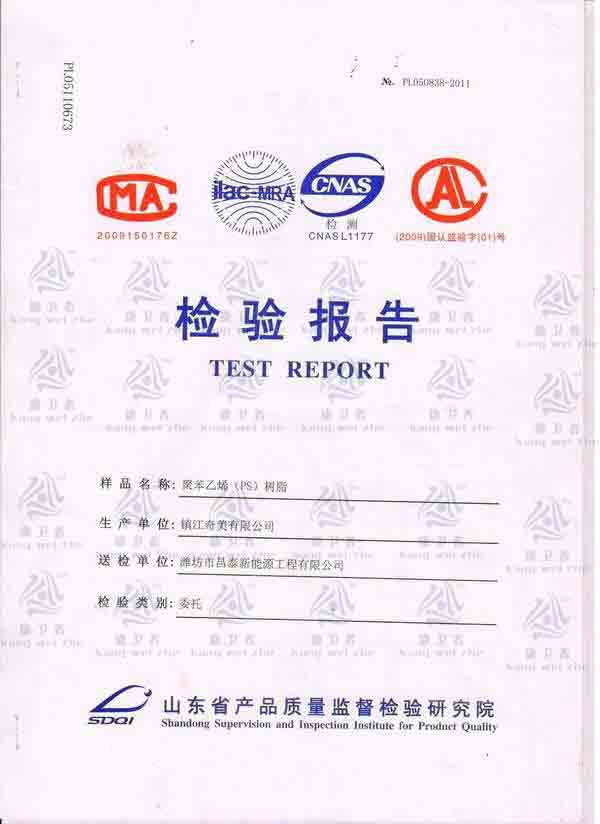 PL05110673
№. PL050838-2011
CMA
ilac-MRA
CNAS
CAL
2009150176Z
检 测
CNAS L1177
(2009)国认监验字(01)号
检验报告
TEST REPORT
样 品 名 称: 聚苯乙烯（PS）树脂
生 产 单 位: 镇江奇美有限公司
送 检 单 位: 潍坊市昌泰新能源工程有限公司
检 验 类 别: 委托
SDQI
山东省产品质量监督检验研究院
Shandong Supervision and Inspection Institute for Product Quality